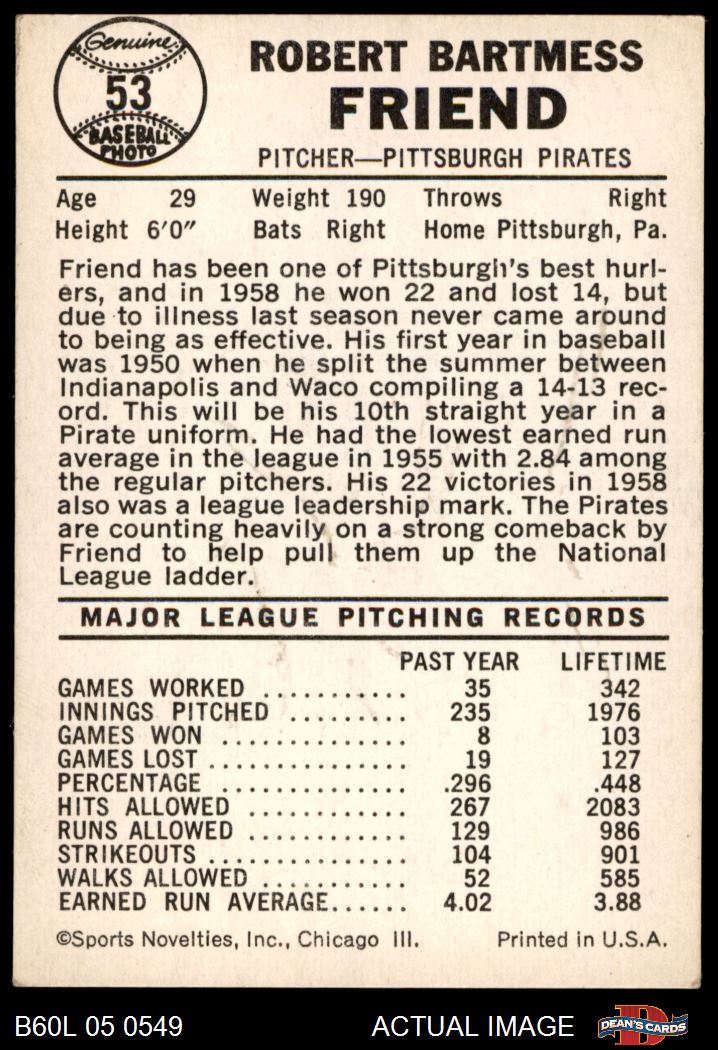 Genuine
53
BASEBALL
PHOTO
ROBERT BARTMESS
FRIEND
PITCHER—PITTSBURGH PIRATES
Age 29 Weight 190 Throws Right
Height 6'0" Bats Right Home Pittsburgh, Pa.
Friend has been one of Pittsburgh's best hurl-
ers, and in 1958 he won 22 and lost 14, but
due to illness last season never came around
to being as effective. His first year in baseball
was 1950 when he split the summer between
Indianapolis and Waco compiling a 14-13 rec-
ord. This will be his 10th straight year in a
Pirate uniform. He had the lowest earned run
average in the league in 1955 with 2.84 among
the regular pitchers. His 22 victories in 1958
also was a league leadership mark. The Pirates
are counting heavily on a strong comeback by
Friend to help pull them up the National
League ladder.
MAJOR LEAGUE PITCHING RECORDS
PAST YEAR LIFETIME
GAMES WORKED ........... 35 342
INNINGS PITCHED ......... 235 1976
GAMES WON .............. 8 103
GAMES LOST ............... 19 127
PERCENTAGE .............. .296 .448
HITS ALLOWED ............ 267 2083
RUNS ALLOWED ............ 129 986
STRIKEOUTS ............... 104 901
WALKS ALLOWED ........... 52 585
EARNED RUN AVERAGE...... 4.02 3.88
©Sports Novelties, Inc., Chicago Ill. Printed in U.S.A.
B60L 05 0549 ACTUAL IMAGE D DEAN'S CARDS